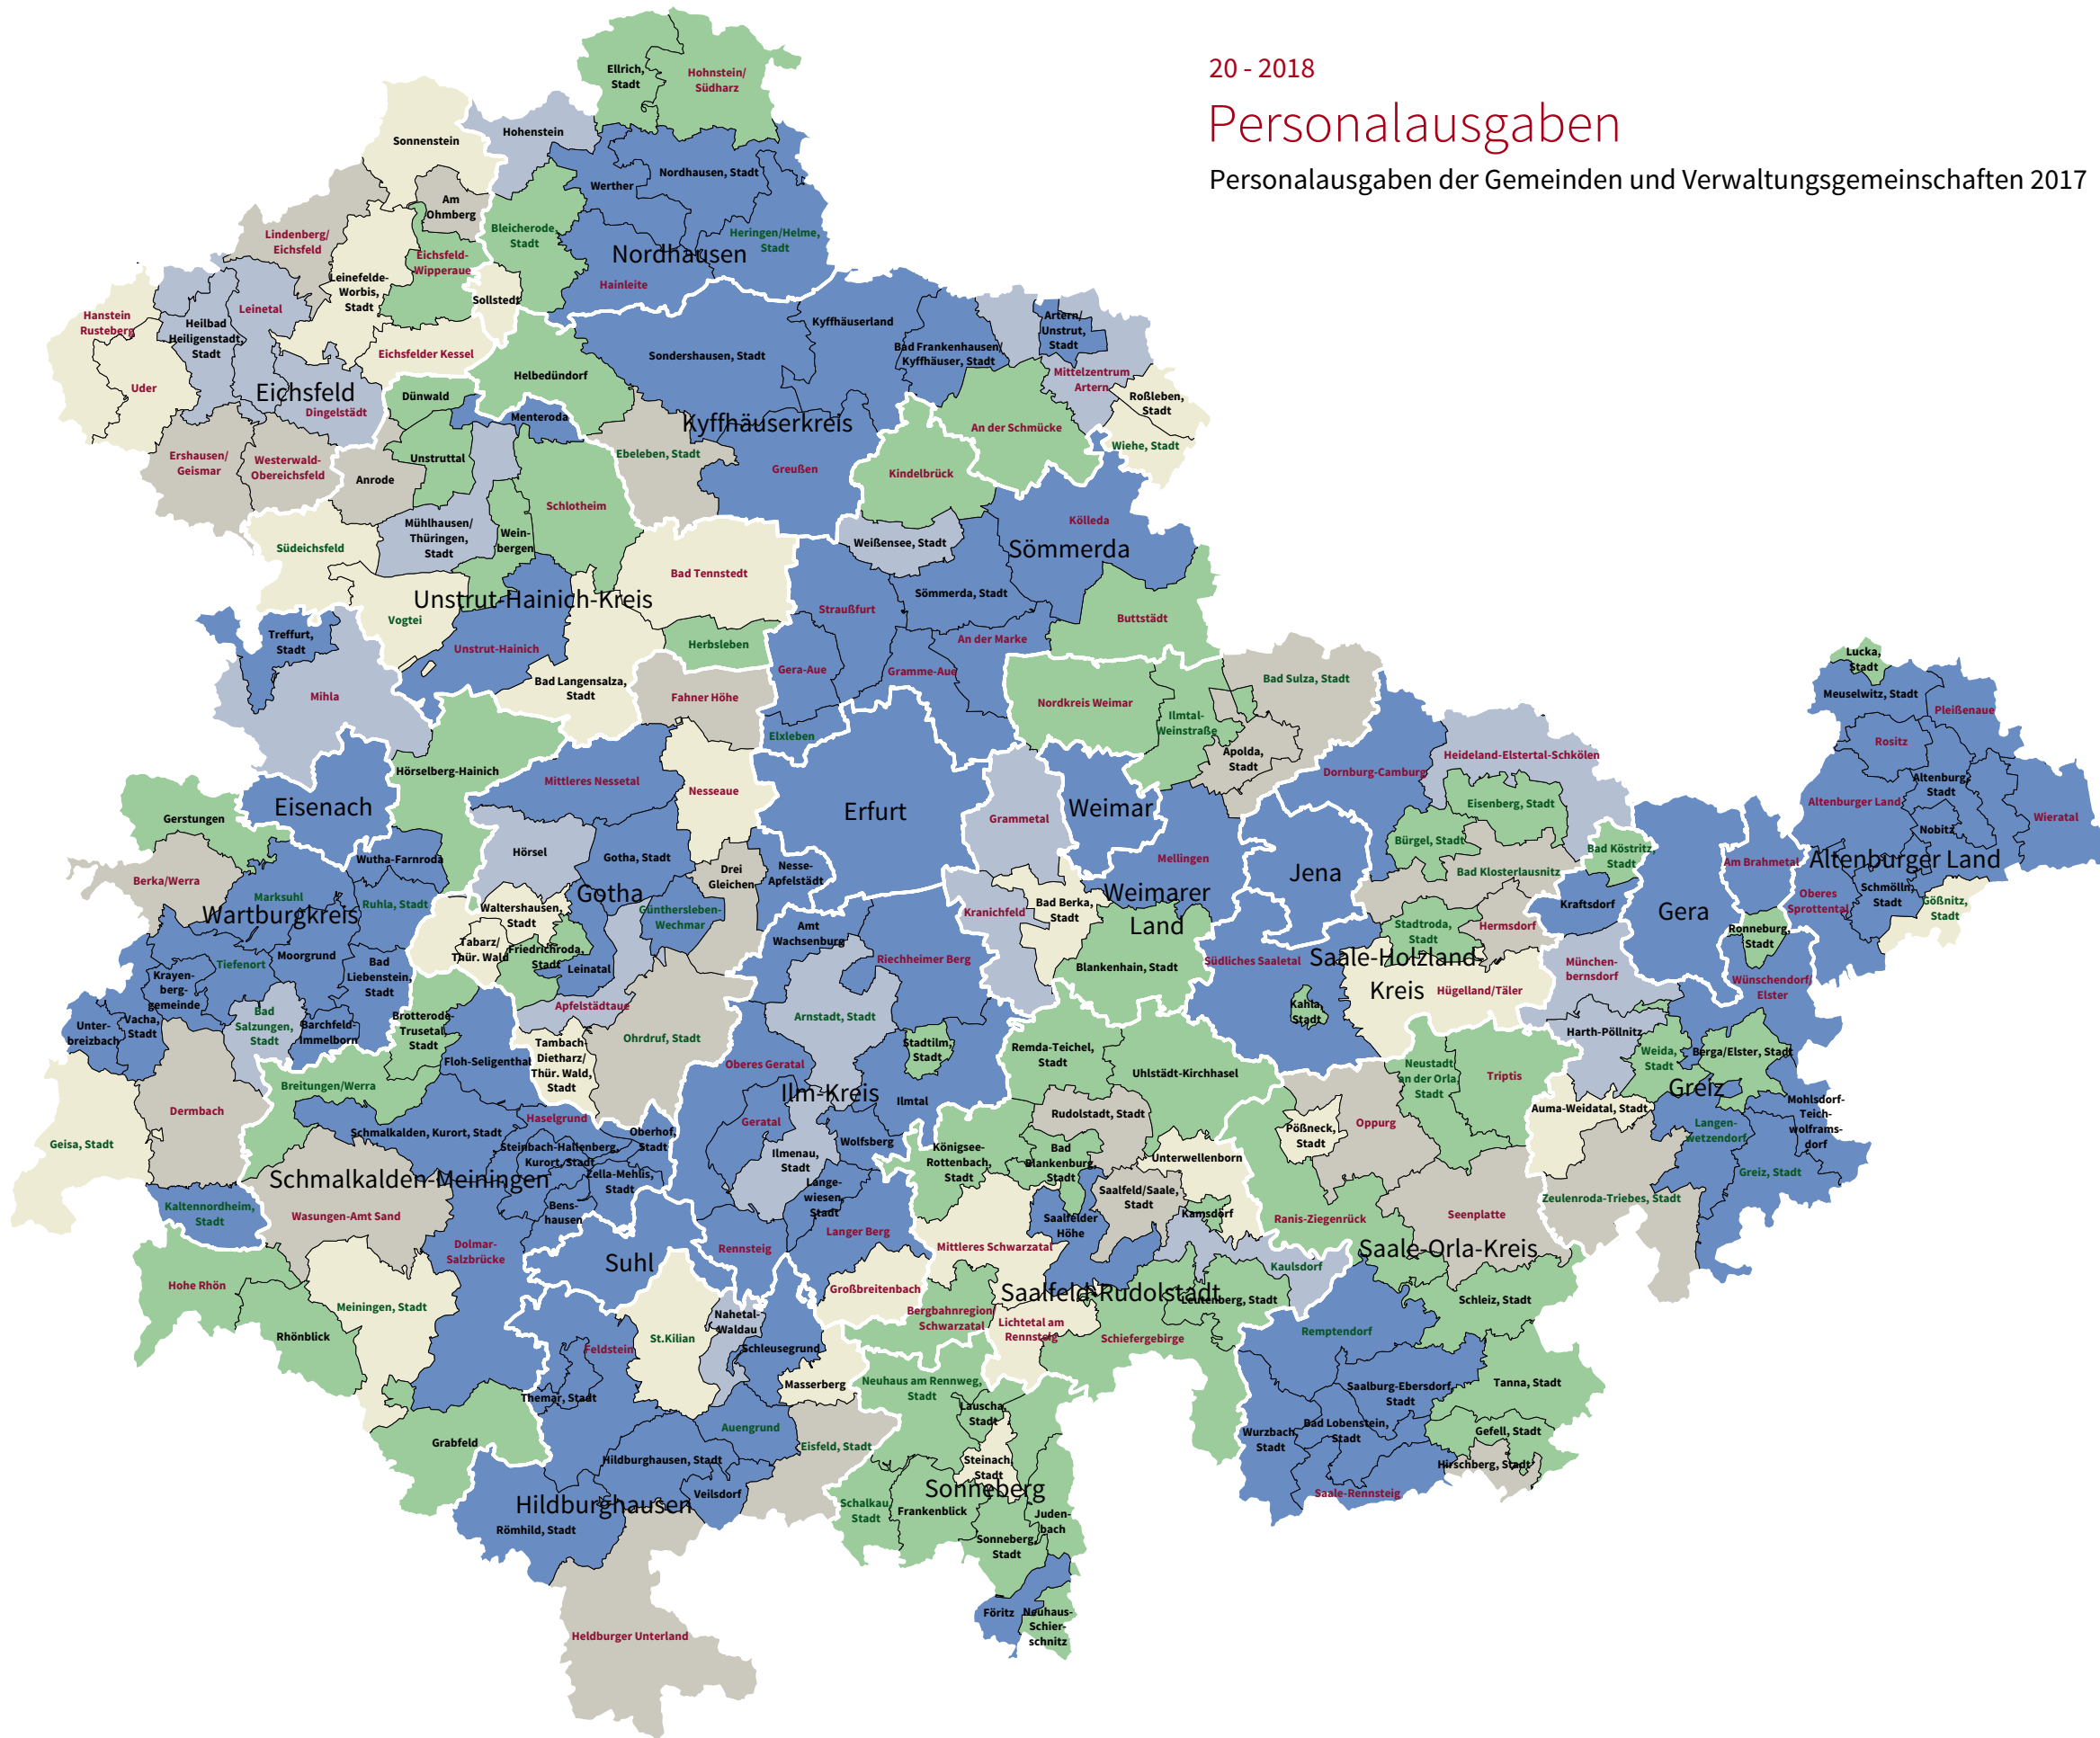 20 - 2018
Personalausgaben
Personalausgaben der Gemeinden und Verwaltungsgemeinschaften 2017
Ellrich,
Stadt
Hohnstein/
Südharz
Sonnenstein
Hohenstein
Werther
Nordhausen, Stadt
Am
Ohmberg
Bleicherode,
Stadt
Heringen/Helme,
Stadt
Nordhausen
Hainleite
Lindenberg/
Eichsfeld
Eichsfeld-
Wipperaue
Leinefelde-
Worbis,
Stadt
Sollstedt
Hanstein
Rusteberg
Heilbad
Heiligenstadt,
Stadt
Leinetal
Eichsfelder Kessel
Uder
Eichsfeld
Dingelstädt
Ershausen/
Geismar
Westerwald-
Obereichsfeld
Sondershausen, Stadt
Kyffhäuserland
Bad Frankenhausen/
Kyffhäuser, Stadt
Artern/
Unstrut,
Stadt
Mittelzentrum
Artern
Roßleben,
Stadt
Wiehe, Stadt
An der Schmücke
Helbedündorf
Kyffhäuserkreis
Ebeleben, Stadt
Greußen
Kindelbrück
Dünwald
Menteroda
Unstruttal
Anrode
Mühlhausen/
Thüringen,
Stadt
Wein-
bergen
Schlotheim
Südeichsfeld
Bad Tennstedt
Unstrut-Hainich-Kreis
Vogtei
Unstrut-Hainich
Herbsleben
Bad Langensalza,
Stadt
Kölleda
Weißensee, Stadt
Sömmerda
Sömmerda, Stadt
Straußfurt
Buttstädt
An der Marke
Gera-Aue
Gramme-Aue
Elxleben
Treffurt,
Stadt
Mihla
Fahner Höhe
Nordkreis Weimar
Ilmtal-
Weinstraße
Bad Sulza, Stadt
Apolda,
Stadt
Hörselberg-Hainich
Mittleres Nessetal
Nesseaue
Eisenach
Erfurt
Weimar
Grammetal
Gerstungen
Wutha-Farnroda
Berka/Werra
Marksuhl
Ruhla, Stadt
Wartburgkreis
Hörsel
Gotha, Stadt
Drei
Gleichen
Nesse-
Apfelstädt
Gotha
Günthersleben-
Wechmar
Waltershausen,
Stadt
Tabarz/
Thür. Wald
Friedrichroda,
Stadt
Leinatal
Apfelstädtaue
Ohrdruf, Stadt
Tambach-
Dietharz/
Thür. Wald,
Stadt
Mellingen
Weimarer
Land
Kranichfeld
Bad Berka,
Stadt
Blankenhain, Stadt
Jena
Dornburg-Camburg
Heideland-Elstertal-Schkölen
Eisenberg, Stadt
Bürgel, Stadt
Bad Klosterlausnitz
Stadtroda,
Stadt
Hermsdorf
Südliches Saaletal
Saale-Holzland-
Kreis
Hügelland/Täler
Kahla,
Stadt
Lucka,
Stadt
Meuselwitz, Stadt
Pleißenaue
Rositz
Altenburg,
Stadt
Altenburger Land
Nobitz
Wieratal
Altenburger Land
Oberes
Sprottental
Schmölln,
Stadt
Gößnitz,
Stadt
Gera
Bad Köstritz,
Stadt
Am Brahmetal
Kraftsdorf
Ronneburg,
Stadt
Wünschendorf/
Elster
München-
bernsdorf
Harth-Pöllnitz
Weida,
Stadt
Berga/Elster, Stadt
Greiz
Auma-Weidatal, Stadt
Langen-
wetzendorf
Mohlsdorf-
Teich-
wolframs-
dorf
Greiz, Stadt
Zeulenroda-Triebes, Stadt
Tiefenort
Moorgrund
Krayen-
berg-
gemeinde
Bad
Liebenstein,
Stadt
Unter-
breizbach
Vacha,
Stadt
Bad
Salzungen,
Stadt
Barchfeld-
Immelborn
Dermbach
Geisa, Stadt
Kaltennordheim,
Stadt
Brotterode-
Trusetal,
Stadt
Floh-Seligenthal
Breitungen/Werra
Haselgrund
Schmalkalden, Kurort, Stadt
Steinbach-Hallenberg,
Kurort, Stadt
Oberhof,
Stadt
Zella-Mehlis,
Stadt
Schmalkalden-Meiningen
Bens-
hausen
Wasungen-Amt Sand
Dolmar-
Salzbrücke
Hohe Rhön
Meiningen, Stadt
Rhönblick
Grabfeld
Suhl
Amt
Wachsenburg
Riechheimer Berg
Arnstadt, Stadt
Stadtilm,
Stadt
Oberes Geratal
Ilm-Kreis
Ilmtal
Geratal
Wolfsberg
Ilmenau,
Stadt
Lange-
wiesen,
Stadt
Langer Berg
Rennsteig
Großbreitenbach
Remda-Teichel,
Stadt
Uhlstädt-Kirchhasel
Rudolstadt, Stadt
Königsee-
Rottenbach,
Stadt
Bad
Blankenburg,
Stadt
Unterwellenborn
Saalfeld/Saale,
Stadt
Kamsdorf
Saalfelder
Höhe
Mittleres Schwarzatal
Kaulsdorf
Saalfeld-Rudolstadt
Leutenberg, Stadt
Bergbahnregion/
Schwarzatal
Lichtetal am
Rennsteig
Schiefergebirge
Neustadt
an der Orla,
Stadt
Triptis
Pößneck,
Stadt
Oppurg
Ranis-Ziegenrück
Seenplatte
Saale-Orla-Kreis
Schleiz, Stadt
Remptendorf
Tanna, Stadt
Saalburg-Ebersdorf,
Stadt
Bad Lobenstein,
Stadt
Wurzbach,
Stadt
Gefell, Stadt
Hirschberg, Stadt
Saale-Rennsteig
St.Kilian
Nahetal-
Waldau
Schleusegrund
Feldstein
Masserberg
Themar, Stadt
Auengrund
Eisfeld, Stadt
Hildburghausen, Stadt
Veilsdorf
Hildburghausen
Römhild, Stadt
Heldburger Unterland
Neuhaus am Rennweg,
Stadt
Lauscha,
Stadt
Steinach,
Stadt
Sonneberg
Schalkau,
Stadt
Frankenblick
Sonneberg,
Stadt
Juden-
bach
Föritz
Neuhaus-
Schier-
schnitz